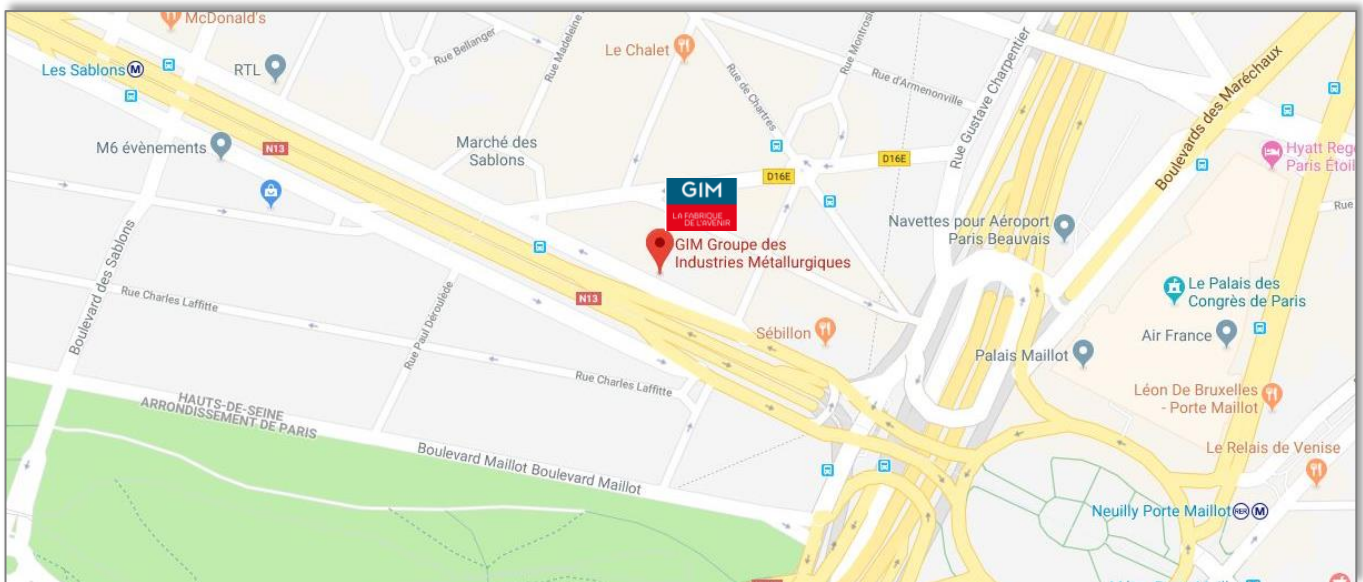 McDonald's
Les Sablons M
RTL
Rue Bellanger
Rue Madeleine
Le Chalet
Rue de Chartres
Rue d'Armenonville
Rue Gustave Charpentier
Boulevards des Maréchaux
Hyatt Reg
Paris Étoil
Rue
M6 évènements
N13
Marché des
Sablons
D16E
D16E
GIM
LA FABRIQUE
DE L'AVENIR
GIM Groupe des
Industries Métallurgiques
Navettes pour Aéroport
Paris Beauvais
Le Palais des
Congrès de Paris
Air France
Palais Maillot
Léon De Bruxelles
- Porte Maillot
Le Relais de Venise
Neuilly Porte Maillot RER M
Boulevard des Sablons
Rue Charles Laffitte
Rue Paul Déroulède
N13
Sébillon
Rue Charles Laffitte
HAUTS-DE-SEINE
ARRONDISSEMENT DE PARIS
Boulevard Maillot Boulevard Maillot